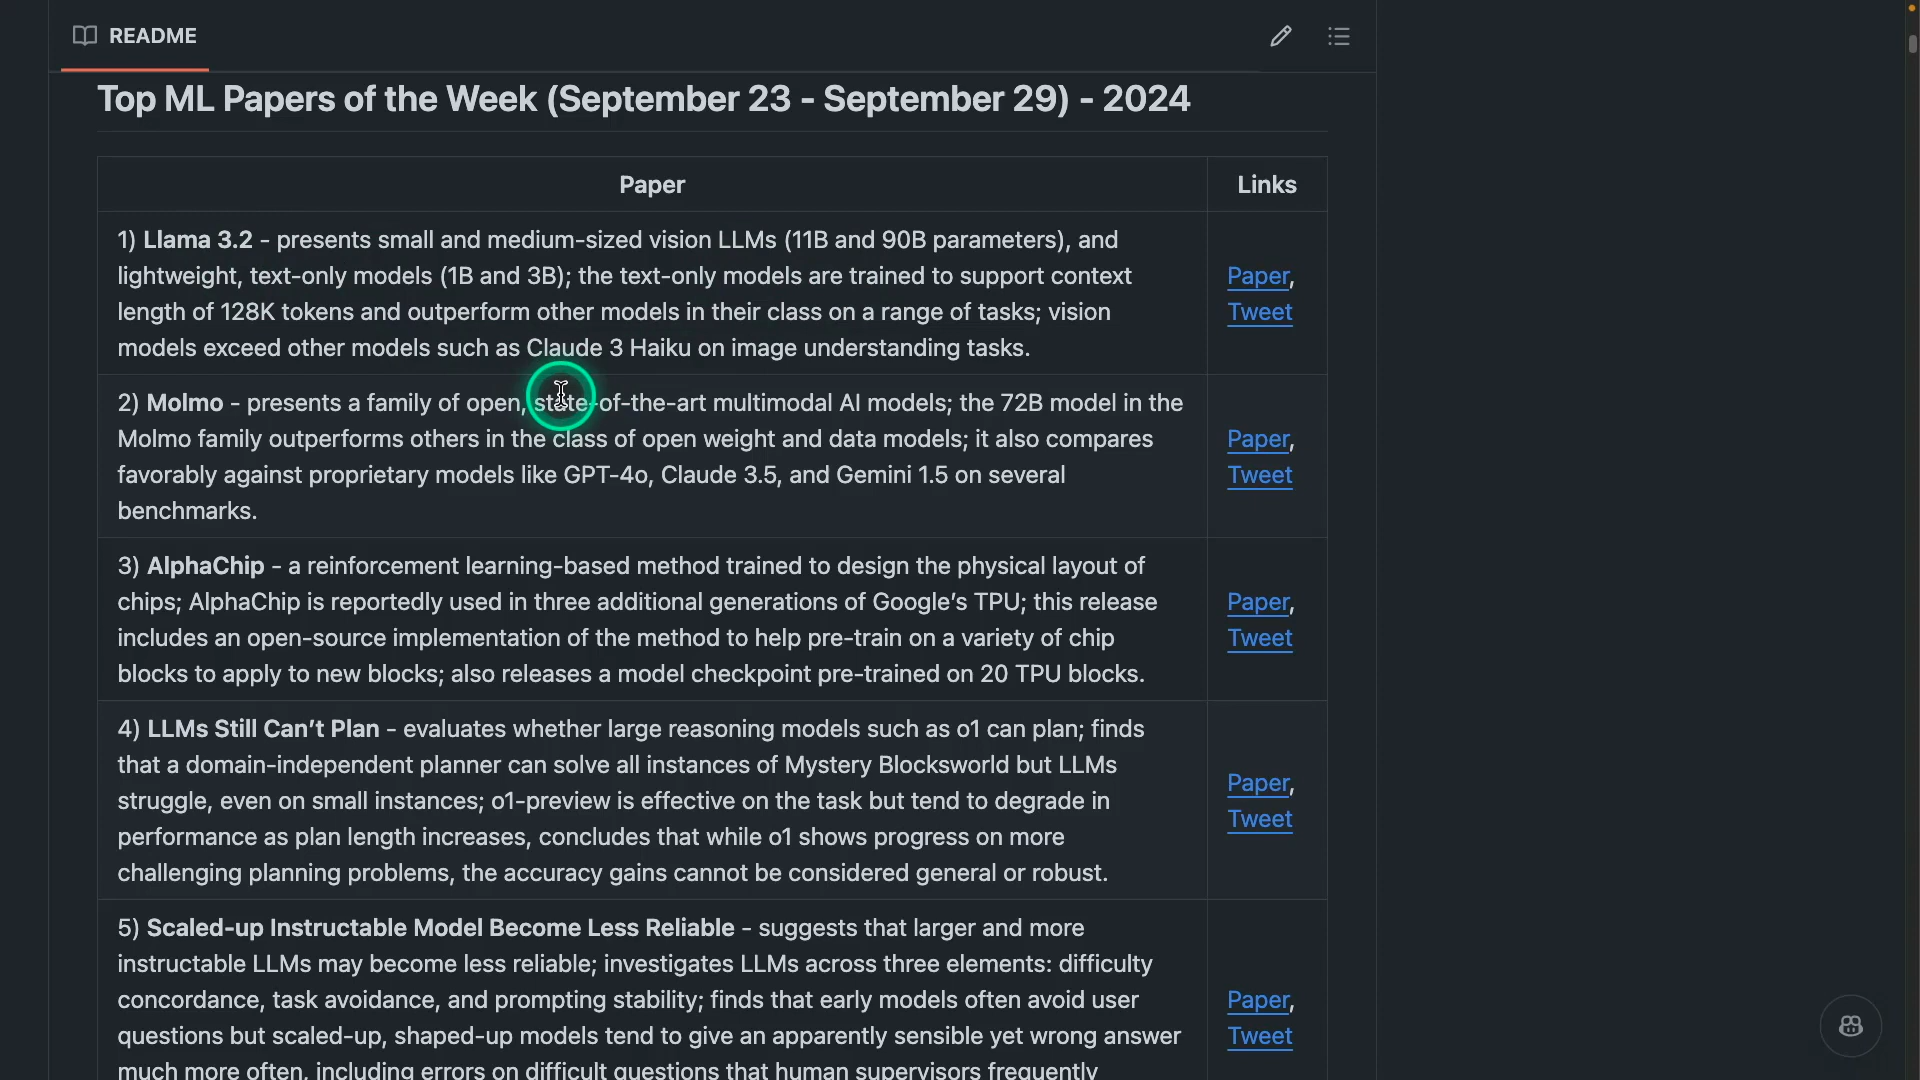 README
Top ML Papers of the Week (September 23 - September 29) - 2024
Paper
Links
1) Llama 3.2 - presents small and medium-sized vision LLMs (11B and 90B parameters), and
lightweight, text-only models (1B and 3B); the text-only models are trained to support context
length of 128K tokens and outperform other models in their class on a range of tasks; vision
models exceed other models such as Claude 3 Haiku on image understanding tasks.
Paper,
Tweet
2) Molmo - presents a family of open, state-of-the-art multimodal AI models; the 72B model in the
Molmo family outperforms others in the class of open weight and data models; it also compares
favorably against proprietary models like GPT-4o, Claude 3.5, and Gemini 1.5 on several
benchmarks.
Paper,
Tweet
3) AlphaChip - a reinforcement learning-based method trained to design the physical layout of
chips; AlphaChip is reportedly used in three additional generations of Google's TPU; this release
includes an open-source implementation of the method to help pre-train on a variety of chip
blocks to apply to new blocks; also releases a model checkpoint pre-trained on 20 TPU blocks.
Paper,
Tweet
4) LLMs Still Can't Plan - evaluates whether large reasoning models such as o1 can plan; finds
that a domain-independent planner can solve all instances of Mystery Blocksworld but LLMs
struggle, even on small instances; o1-preview is effective on the task but tend to degrade in
performance as plan length increases, concludes that while o1 shows progress on more
challenging planning problems, the accuracy gains cannot be considered general or robust.
Paper,
Tweet
5) Scaled-up Instructable Model Become Less Reliable - suggests that larger and more
instructable LLMs may become less reliable; investigates LLMs across three elements: difficulty
concordance, task avoidance, and prompting stability; finds that early models often avoid user
questions but scaled-up, shaped-up models tend to give an apparently sensible yet wrong answer
much more often, including errors on difficult questions that human supervisors frequently
Paper,
Tweet